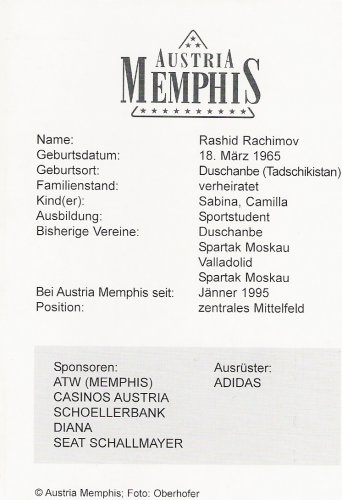 AUSTRIA
MEMPHIS
Name: Rashid Rachimov
Geburtsdatum: 18. März 1965
Geburtsort: Duschanbe (Tadschikistan)
Familienstand: verheiratet
Kind(er): Sabina, Camilla
Ausbildung: Sportstudent
Bisherige Vereine: Duschanbe
Spartak Moskau
Valladolid
Spartak Moskau
Bei Austria Memphis seit: Jänner 1995
Position: zentrales Mittelfeld
Sponsoren: Ausrüster:
ATW (MEMPHIS) ADIDAS
CASINOS AUSTRIA
SCHOELLERBANK
DIANA
SEAT SCHALLMAYER
© Austria Memphis; Foto: Oberhofer